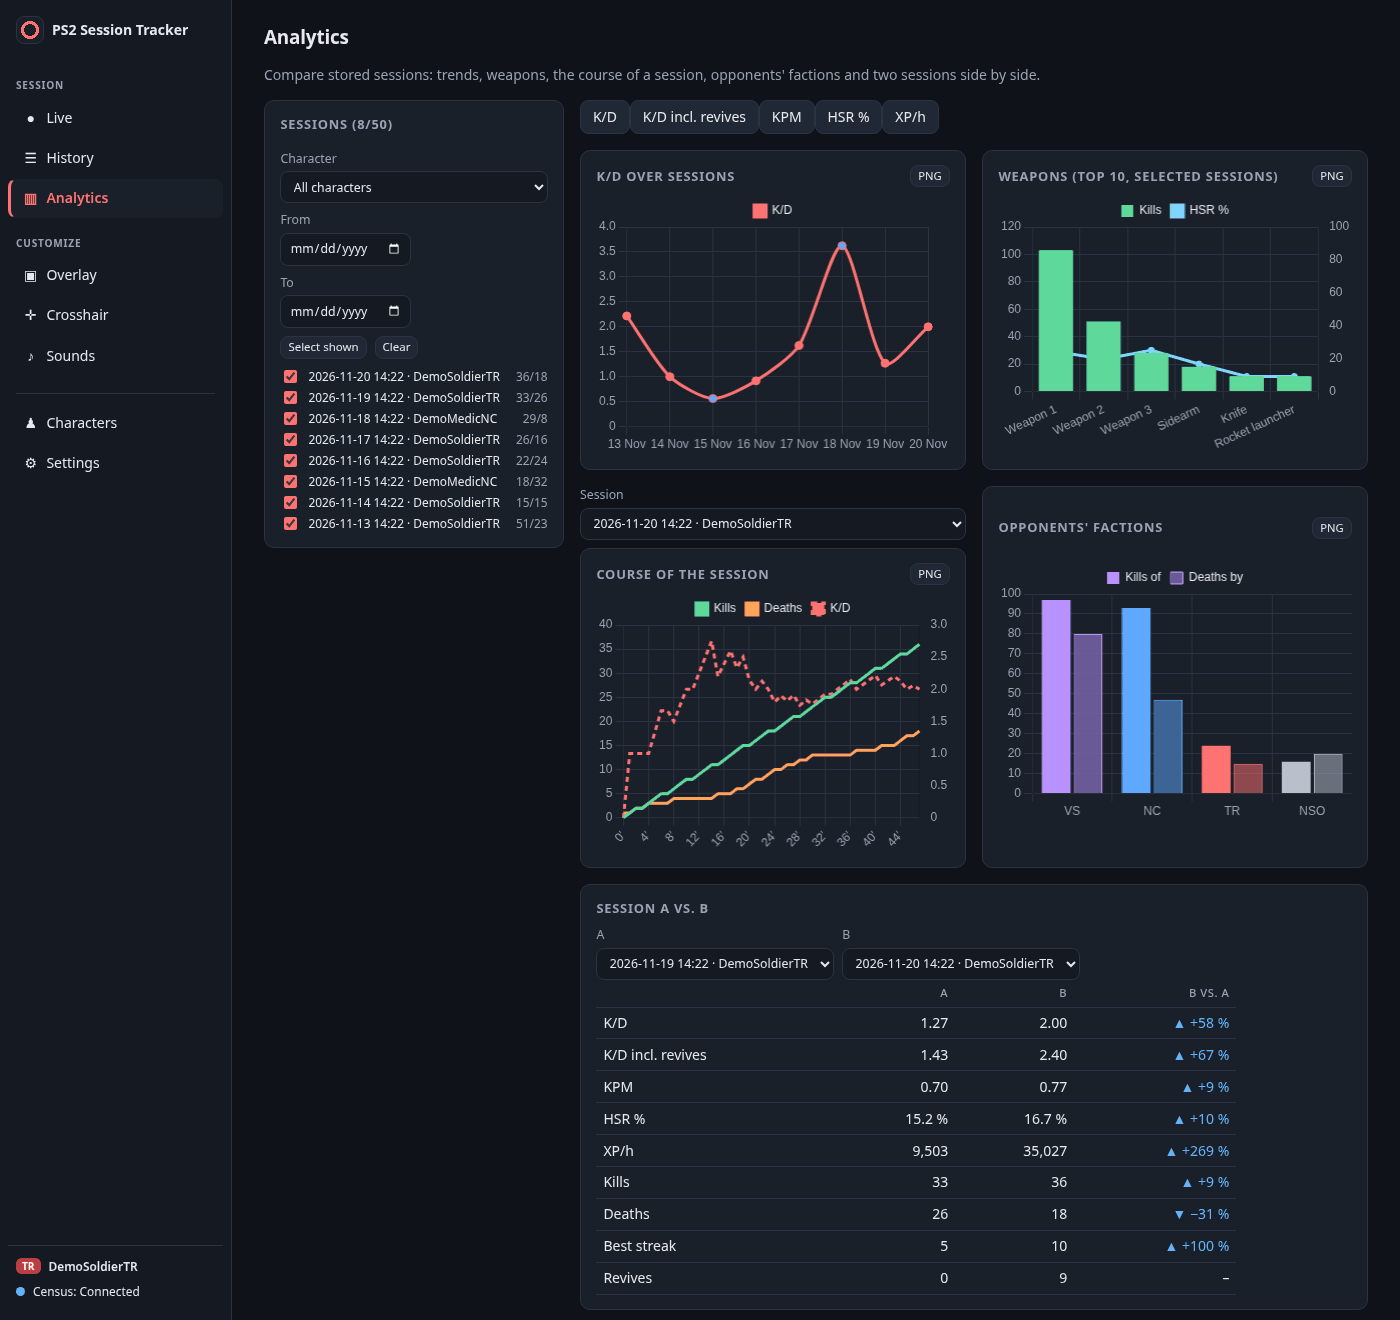 PS2 Session Tracker
SESSION
Live
History
Analytics
CUSTOMIZE
Overlay
Crosshair
Sounds
Characters
Settings
TR DemoSoldierTR
Census: Connected
Analytics
Compare stored sessions: trends, weapons, the course of a session, opponents' factions and two sessions side by side.
SESSIONS (8/50)
Character
All characters
From
mm/dd/yyyy
To
mm/dd/yyyy
Select shown Clear
2026-11-20 14:22 · DemoSoldierTR 36/18
2026-11-19 14:22 · DemoSoldierTR 33/26
2026-11-18 14:22 · DemoMedicNC 29/8
2026-11-17 14:22 · DemoSoldierTR 26/16
2026-11-16 14:22 · DemoSoldierTR 22/24
2026-11-15 14:22 · DemoMedicNC 18/32
2026-11-14 14:22 · DemoSoldierTR 15/15
2026-11-13 14:22 · DemoSoldierTR 51/23
K/D K/D incl. revives KPM HSR % XP/h
K/D OVER SESSIONS PNG
K/D
4.0
3.5
3.0
2.5
2.0
1.5
1.0
0.5
0
13 Nov 14 Nov 15 Nov 16 Nov 17 Nov 18 Nov 19 Nov 20 Nov
WEAPONS (TOP 10, SELECTED SESSIONS) PNG
Kills HSR %
120
100
80
60
40
20
0
100
80
60
40
20
0
Weapon 1 Weapon 2 Weapon 3 Sidearm Knife Rocket launcher
Session
2026-11-20 14:22 · DemoSoldierTR
COURSE OF THE SESSION PNG
Kills Deaths K/D
40
35
30
25
20
15
10
5
0
3.0
2.5
2.0
1.5
1.0
0.5
0
0' 4' 8' 12' 16' 20' 24' 28' 32' 36' 40' 44'
OPPONENTS' FACTIONS PNG
Kills of Deaths by
100
90
80
70
60
50
40
30
20
10
0
VS NC TR NSO
SESSION A VS. B
A B
2026-11-19 14:22 · DemoSoldierTR 2026-11-20 14:22 · DemoSoldierTR
A B B VS. A
K/D 1.27 2.00 ▲ +58 %
K/D incl. revives 1.43 2.40 ▲ +67 %
KPM 0.70 0.77 ▲ +9 %
HSR % 15.2 % 16.7 % ▲ +10 %
XP/h 9,503 35,027 ▲ +269 %
Kills 33 36 ▲ +9 %
Deaths 26 18 ▼ −31 %
Best streak 5 10 ▲ +100 %
Revives 0 9 –